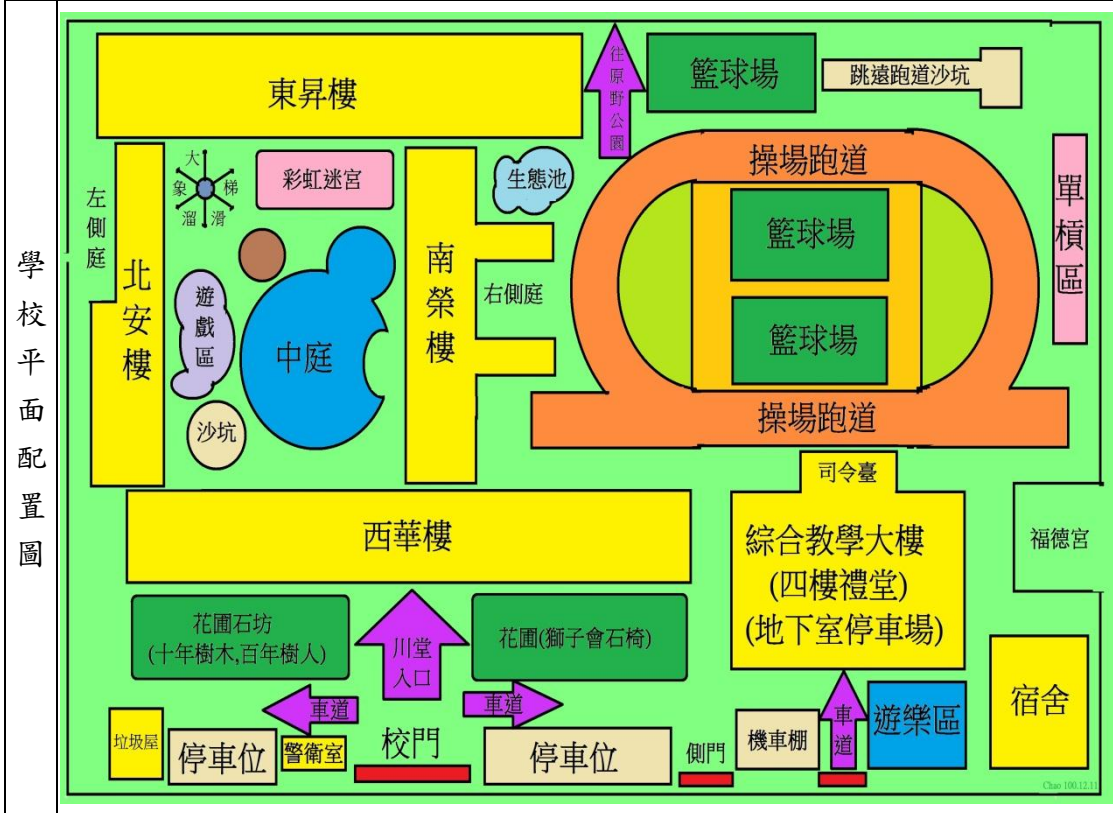 學校平面配置圖
東昇樓
往原野公園
籃球場
跳遠跑道沙坑
左側庭
北安樓
大象梯溜滑
彩虹迷宮
南榮樓
生態池
操場跑道
單槓區
籃球場
右側庭
遊戲區
中庭
籃球場
沙坑
操場跑道
司令臺
西華樓
綜合教學大樓
(四樓禮堂)
(地下室停車場)
福德宮
花圃石坊
(十年樹木,百年樹人)
川堂
入口
花圃(獅子會石椅)
車道
車道
車道
遊樂區
宿舍
垃圾屋
停車位
警衛室
校門
停車位
側門
機車棚
Chao 100.12.11